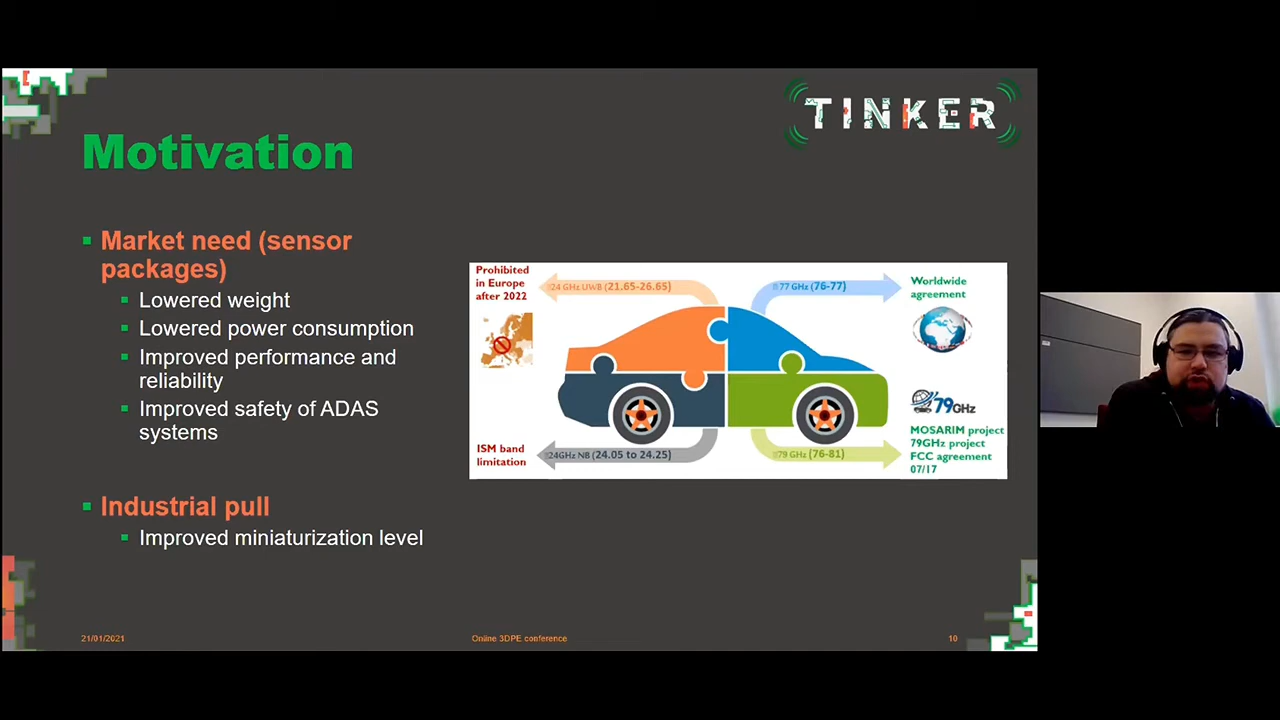 TINKER
Motivation
Market need (sensor
packages)
Lowered weight
Lowered power consumption
Improved performance and
reliability
Improved safety of ADAS
systems
Industrial pull
Improved miniaturization level
Prohibited
in Europe
after 2022
24 GHz UWB (21.65-26.65)
77 GHz (76-77)
Worldwide
agreement
79GHz
ISM band
limitation
24GHz NB (24.05 to 24.25)
79 GHz (76-81)
MOSARIM project
79GHz project
FCC agreement
07/17
21/01/2021
Online 3DPE conference
10